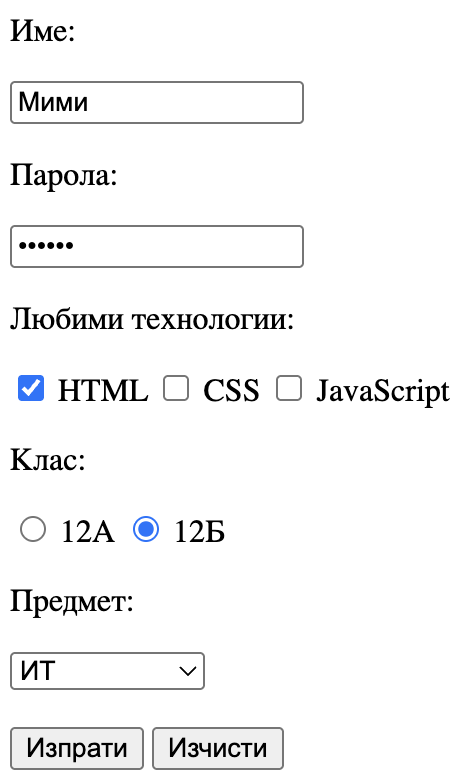 Име:
Мими
Парола:
••••••
Любими технологии:
HTML CSS JavaScript
Клас:
12А 12Б
Предмет:
ИТ
Изпрати Изчисти